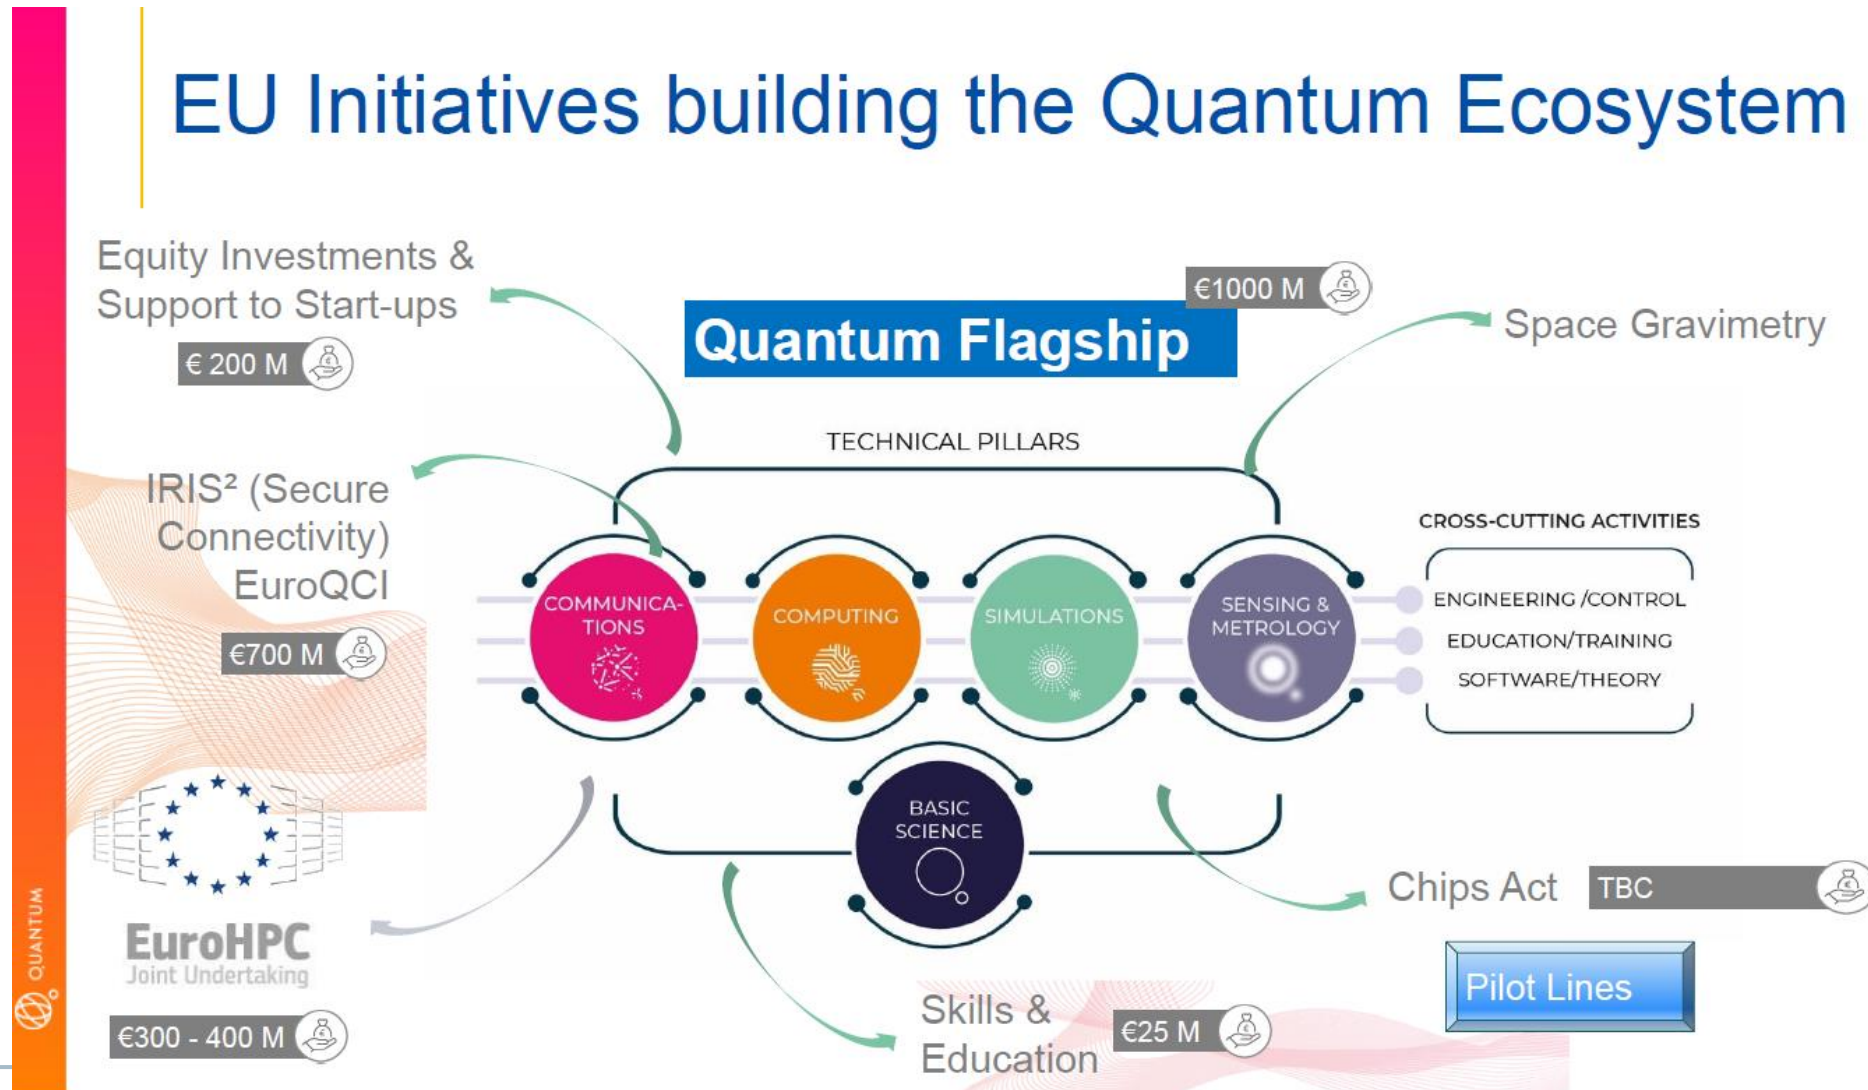 EU Initiatives building the Quantum Ecosystem
Equity Investments &
Support to Start-ups
€ 200 M
Quantum Flagship
€1000 M
Space Gravimetry
TECHNICAL PILLARS
IRIS² (Secure
Connectivity)
EuroQCI
€700 M
COMMUNICA-
TIONS
COMPUTING
SIMULATIONS
SENSING &
METROLOGY
CROSS-CUTTING ACTIVITIES
ENGINEERING /CONTROL
EDUCATION/TRAINING
SOFTWARE/THEORY
BASIC
SCIENCE
EuroHPC
Joint Undertaking
€300 - 400 M
Skills &
Education
€25 M
Chips Act
TBC
Pilot Lines
QUANTUM